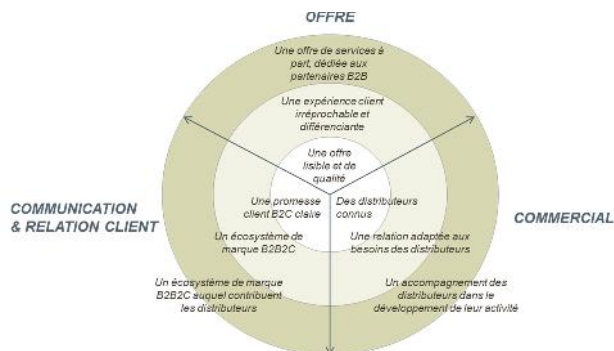 OFFRE
Une offre de services à
part, dédiée aux
partenaires B2B
Une expérience client
irréprochable et
différenciante
Une offre
lisible et de
qualité
Une promesse
client B2C claire
Des distributeurs
connus
COMMUNICATION
& RELATION CLIENT
COMMERCIAL
Un écosystème de
marque B2B2C
Une relation adaptée aux
besoins des distributeurs
Un écosystème de marque
B2B2C auquel contribuent
les distributeurs
Un accompagnement des
distributeurs dans le
développement de leur activité